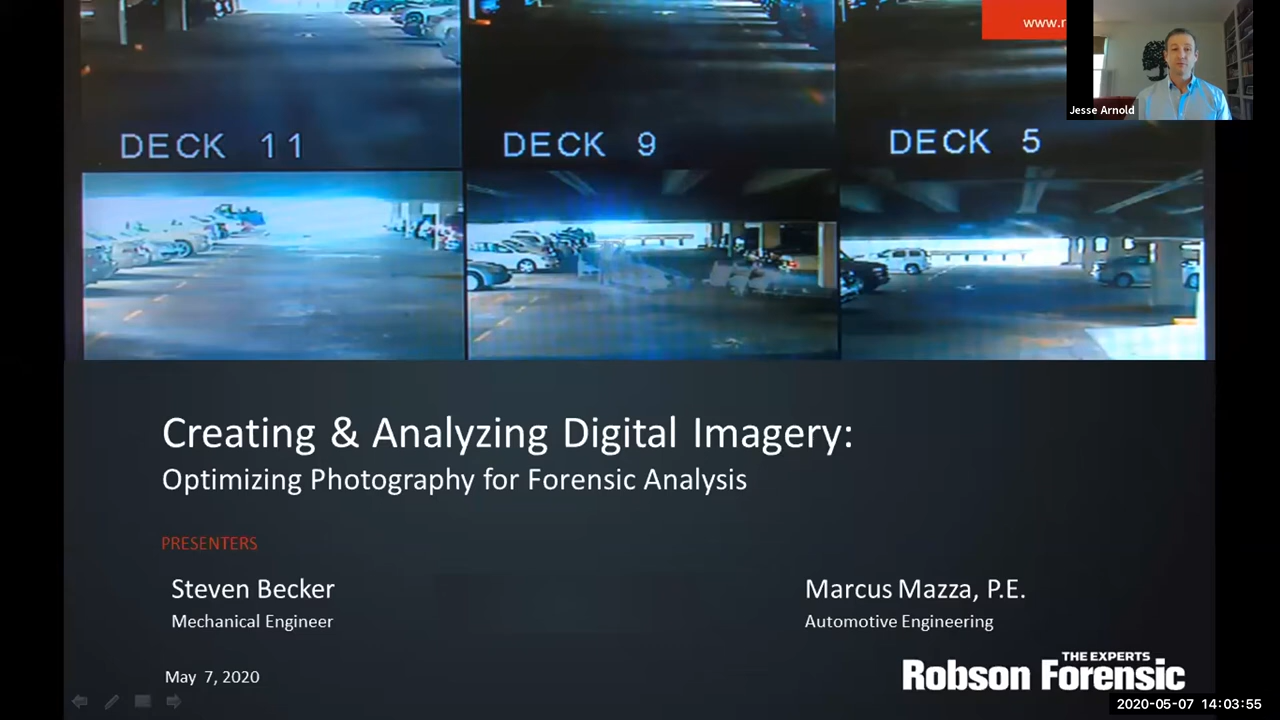 www.r
Jesse Arnold
DECK 11
DECK 9
DECK 5
Creating & Analyzing Digital Imagery:
Optimizing Photography for Forensic Analysis
PRESENTERS
Steven Becker
Marcus Mazza, P.E.
Mechanical Engineer
Automotive Engineering
May 7, 2020
THE EXPERTS
Robson Forensic
2020-05-07 14:03:55